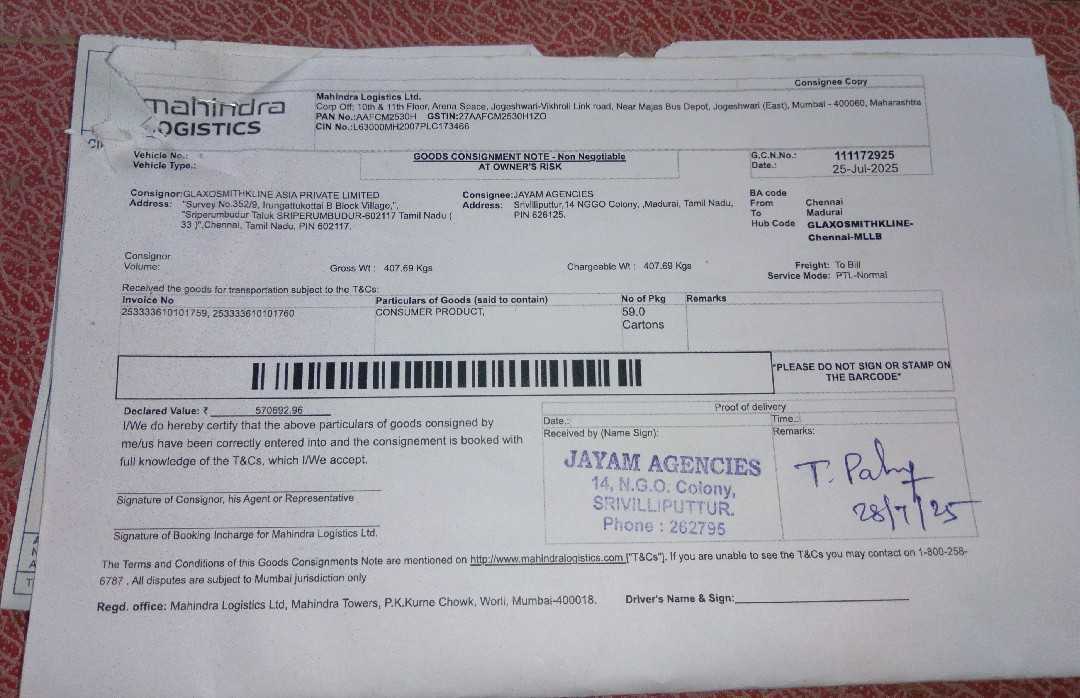 Consignee Copy
mahindra
LOGISTICS
Mahindra Logistics Ltd.
Corp Off: 10th & 11th Floor, Arena Space, Jogeshwari-Vikhroli Link road, Near Majas Bus Depot, Jogeshwari (East), Mumbai - 400060, Maharashtra
PAN No.:AAFCM2530H GSTIN:27AAFCM2530H1ZO
CIN No.:L63000MH2007PLC173466
Vehicle No.:
Vehicle Type.:
GOODS CONSIGNMENT NOTE - Non Negotiable
AT OWNER'S RISK
G.C.N.No.: 111172925
Date.: 25-Jul-2025
Consignor:GLAXOSMITHKLINE ASIA PRIVATE LIMITED
Address: "Survey No.352/9, Irungattukottai B Block Village,",
"Sriperumbudur Taluk SRIPERUMBUDUR-602117 Tamil Nadu (
33 )",Chennai, Tamil Nadu, PIN 602117.
Consignee:JAYAM AGENCIES
Address: Srivilliputtur,14 NGGO Colony, ,Madurai, Tamil Nadu,
PIN 626125.
BA code
From Chennai
To Madurai
Hub Code GLAXOSMITHKLINE-
Chennai-MLLB
Consignor
Volume:
Gross Wt : 407.69 Kgs
Chargeable Wt : 407.69 Kgs
Freight: To Bill
Service Mode: PTL-Normal
Received the goods for transportation subject to the T&Cs:
Invoice No Particulars of Goods (said to contain) No of Pkg Remarks
253333610101759, 253333610101760 CONSUMER PRODUCT, 59.0
Cartons
"PLEASE DO NOT SIGN OR STAMP ON
THE BARCODE"
Declared Value: ₹ 570692.96
I/We do hereby certify that the above particulars of goods consigned by
me/us have been correctly entered into and the consignement is booked with
full knowledge of the T&Cs, which I/We accept.
Signature of Consignor, his Agent or Representative
Signature of Booking Incharge for Mahindra Logistics Ltd.
Proof of delivery
Date.: Time.:
Received by (Name Sign): Remarks:
JAYAM AGENCIES
14, N.G.O. Colony,
SRIVILLIPUTTUR.
Phone : 262795
28/7/25
The Terms and Conditions of this Goods Consignments Note are mentioned on http://www.mahindralogistics.com ["T&Cs"]. If you are unable to see the T&Cs you may contact on 1-800-258-
6787 . All disputes are subject to Mumbai jurisdiction only
Regd. office: Mahindra Logistics Ltd, Mahindra Towers, P.K.Kurne Chowk, Worli, Mumbai-400018.
Driver's Name & Sign: